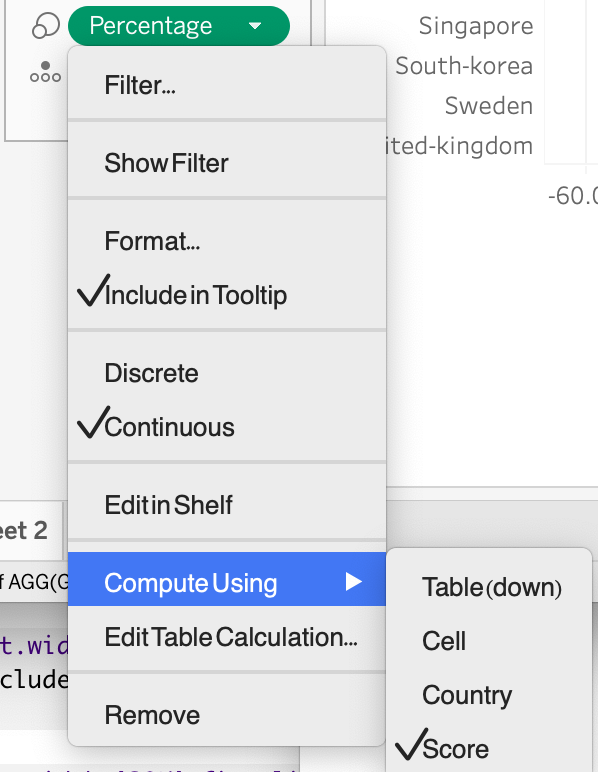 Percentage
Singapore
South-korea
Sweden
ited-kingdom
-60.0
Filter...
Show Filter
Format...
Include in Tooltip
Discrete
Continuous
Edit in Shelf
Compute Using
Edit Table Calculation...
Remove
Table (down)
Cell
Country
Score
eet 2
f AGG(G
t.wid
clude